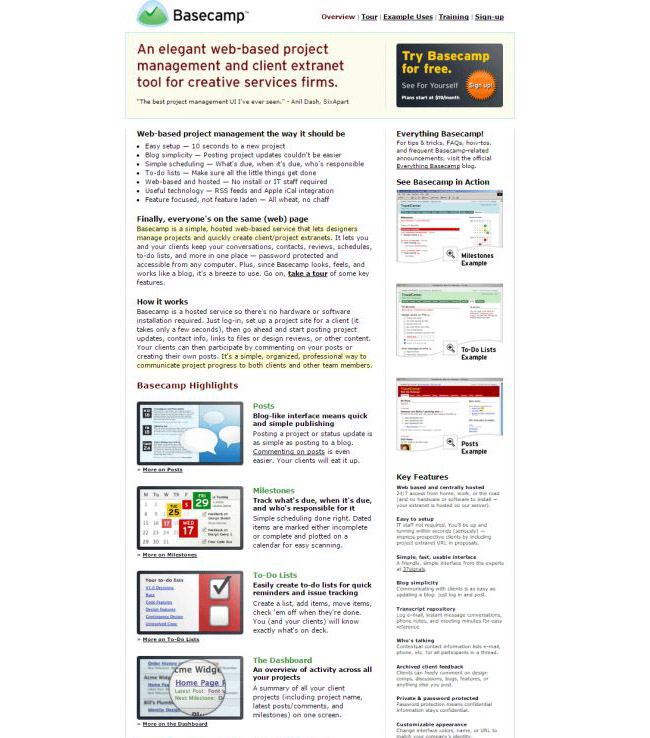 Basecamp™
Overview | Tour | Example Uses | Training | Sign-up
An elegant web-based project
management and client extranet
tool for creative services firms.
"The best project management UI I've ever seen." - Anil Dash, SixApart
Try Basecamp
for free.
See For Yourself
Sign up!
Plans start at $19/month
Web-based project management the way it should be
• Easy setup — 10 seconds to a new project
• Blog simplicity — Posting project updates couldn't be easier
• Simple scheduling — What's due, when it's due, who's responsible
• To-do lists — Make sure all the little things get done
• Web-based and hosted — No install or IT staff required
• Useful technology — RSS feeds and Apple iCal integration
• Feature focused, not feature laden — All wheat, no chaff
Finally, everyone's on the same (web) page
Basecamp is a simple, hosted web-based service that lets designers
manage projects and quickly create client/project extranets. It lets you
and your clients keep your conversations, contacts, reviews, schedules,
to-do lists, and more in one place — password protected and
accessible from any computer. Plus, since Basecamp looks, feels, and
works like a blog, it's a breeze to use. Go on, take a tour of some key
features.
How it works
Basecamp is a hosted service so there's no hardware or software
installation required. Just log-in, set up a project site for a client (it
takes only a few seconds), then go ahead and start posting project
updates, contact info, links to files or design reviews, or other content.
Your clients can then participate by commenting on your posts or
creating their own posts. It's a simple, organized, professional way to
communicate project progress to both clients and other team members.
Basecamp Highlights
Posts
Blog-like interface means quick
and simple publishing
Posting a project or status update is
as simple as posting to a blog.
Commenting on posts is even
easier. Your clients will eat it up.
» More on Posts
M T W T F
FRI
29
TUE
25
WED
17
Milestones
Track what's due, when it's due,
and who's responsible for it
Simple scheduling done right. Dated
items are marked either incomplete
or complete and plotted on a
calendar for easy scanning.
» More on Milestones
Your to-do lists
To-Do Lists
Easily create to-do lists for quick
reminders and issue tracking
Create a list, add items, move items,
check 'em off when they're done.
You (and your clients) will know
exactly what's on deck.
» More on To-Do Lists
cme Widg
Home Page
Latest Post: Font
Next Milestone: D
The Dashboard
An overview of activity across all
your projects
A summary of all your client
projects (including project name,
latest posts/comments, and
milestones) on one screen.
» More on the Dashboard
Everything Basecamp!
For tips & tricks, FAQs, how-tos,
and frequent Basecamp-related
announcements, visit the official
Everything Basecamp blog.
See Basecamp in Action
Milestones
Example
To-Do Lists
Example
Posts
Example
Key Features
Web based and centrally hosted
24/7 access from home, work, or the road
(and no hardware or software to install —
your extranet is hosted on our server).
Easy to setup
IT staff not required. You'll be up and
running within seconds (seriously) —
impress prospective clients by including
project extranet URL in proposals.
Simple, fast, usable interface
A friendly, simple interface from the experts
at 37signals.
Blog simplicity
Communicating with clients is as easy as
updating a blog. Just log in and post.
Transcript repository
Log e-mail, instant message conversations,
phone notes, and meeting minutes for easy
reference.
Who's talking
Contextual contact information lists e-mail,
phone, etc. for all participants in a thread.
Archived client feedback
Clients can freely comment on design
comps, discussions, bugs, features, or
anything else you post.
Private & password protected
Password protection means confidential
information stays confidential.
Customizable appearance
Change interface colors, name, or URL to
match your company's identity.